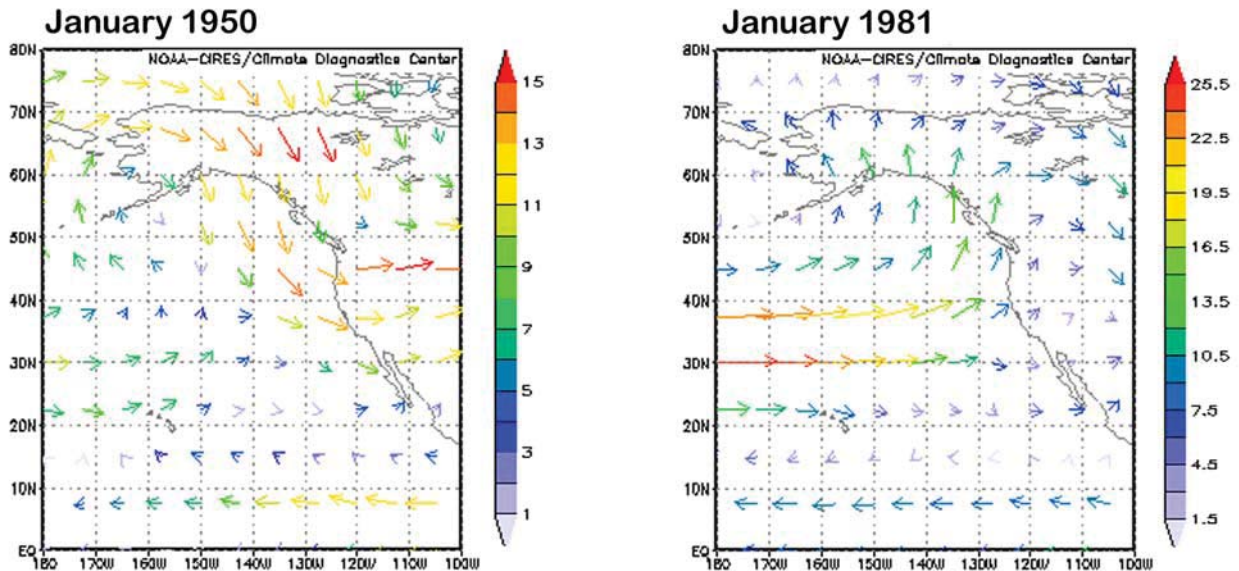 January 1950
January 1981
NOAA-CIRES/Climate Diagnostics Center
80N
70N
60N
50N
40N
30N
20N
10N
EQ
180 170W 160W 150W 140W 130W 120W 110W 100W
15
13
11
9
7
5
3
1
NOAA-CIRES/Climate Diagnostics Center
80N
70N
60N
50N
40N
30N
20N
10N
EQ
180 170W 160W 150W 140W 130W 120W 110W 100W
25.5
22.5
19.5
16.5
13.5
10.5
7.5
4.5
1.5